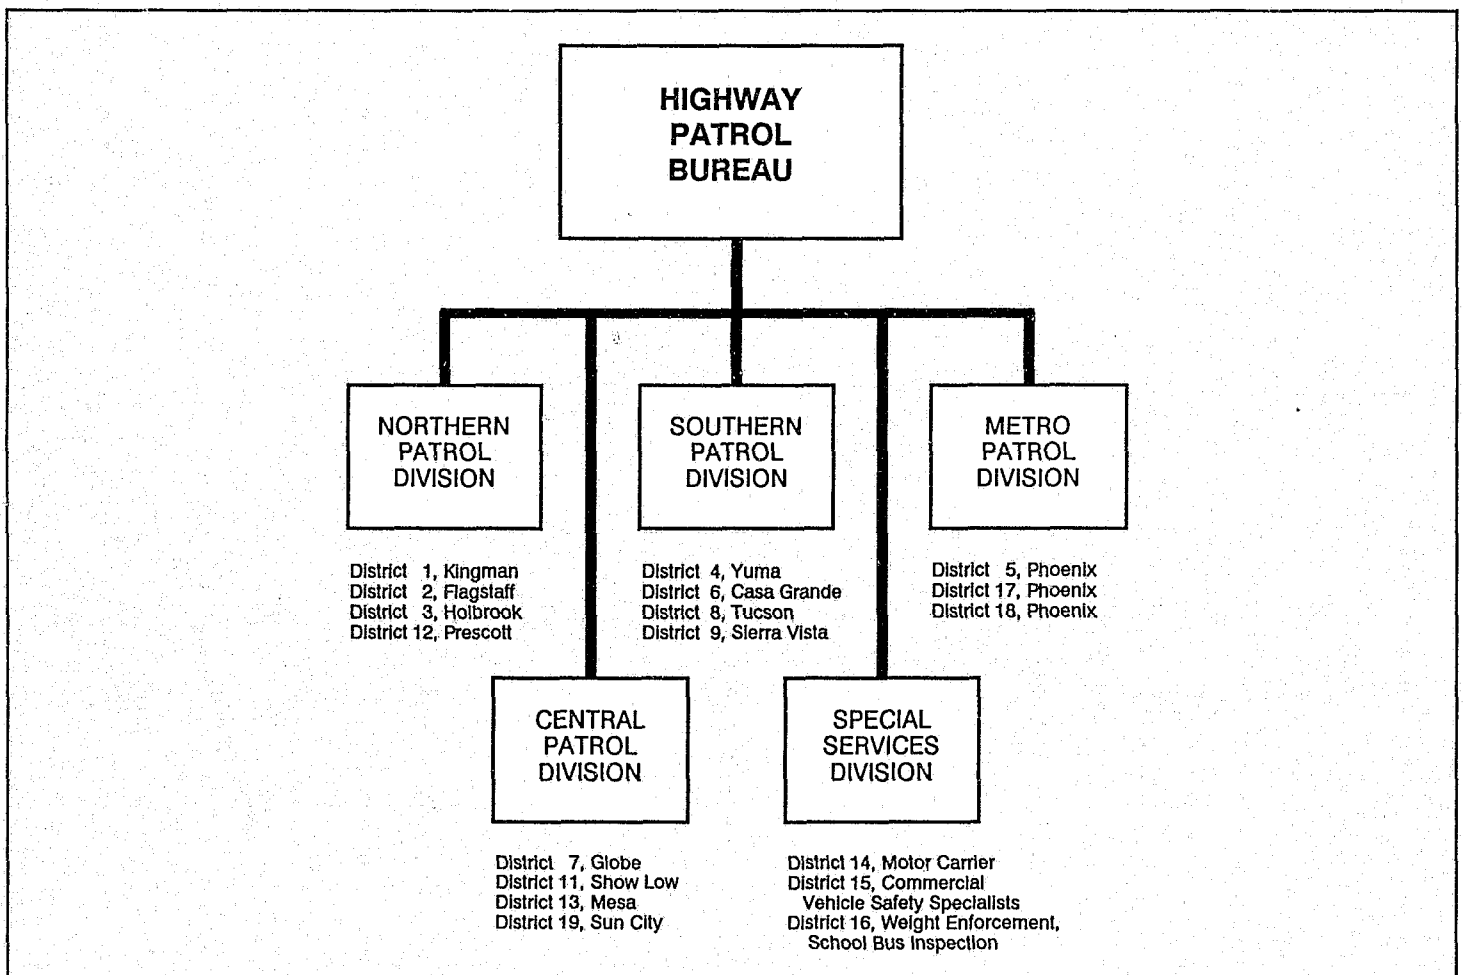 HIGHWAY
PATROL
BUREAU
NORTHERN
PATROL
DIVISION
SOUTHERN
PATROL
DIVISION
METRO
PATROL
DIVISION
District 1, Kingman
District 2, Flagstaff
District 3, Holbrook
District 12, Prescott
District 4, Yuma
District 6, Casa Grande
District 8, Tucson
District 9, Sierra Vista
District 5, Phoenix
District 17, Phoenix
District 18, Phoenix
CENTRAL
PATROL
DIVISION
SPECIAL
SERVICES
DIVISION
District 7, Globe
District 11, Show Low
District 13, Mesa
District 19, Sun City
District 14, Motor Carrier
District 15, Commercial
Vehicle Safety Specialists
District 16, Weight Enforcement,
School Bus Inspection